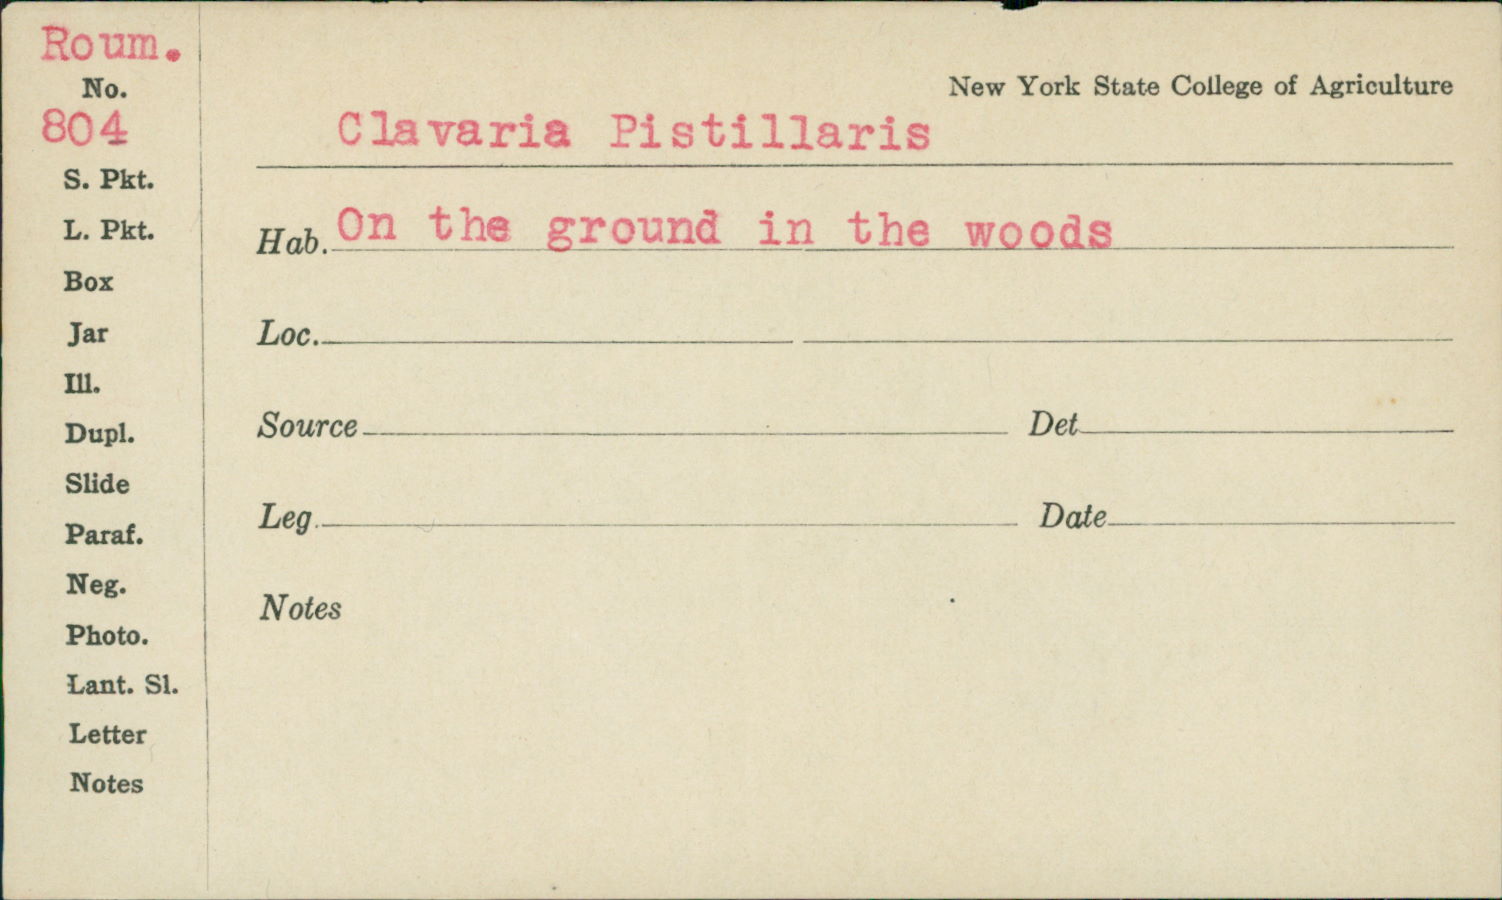 Roum.
No.
804
S. Pkt.
L. Pkt.
Box
Jar
Ill.
Dupl.
Slide
Paraf.
Neg.
Photo.
Lant. Sl.
Letter
Notes
New York State College of Agriculture
Clavaria Pistillaris
Hab. On the ground in the woods
Loc.
Source Det
Leg. Date
Notes